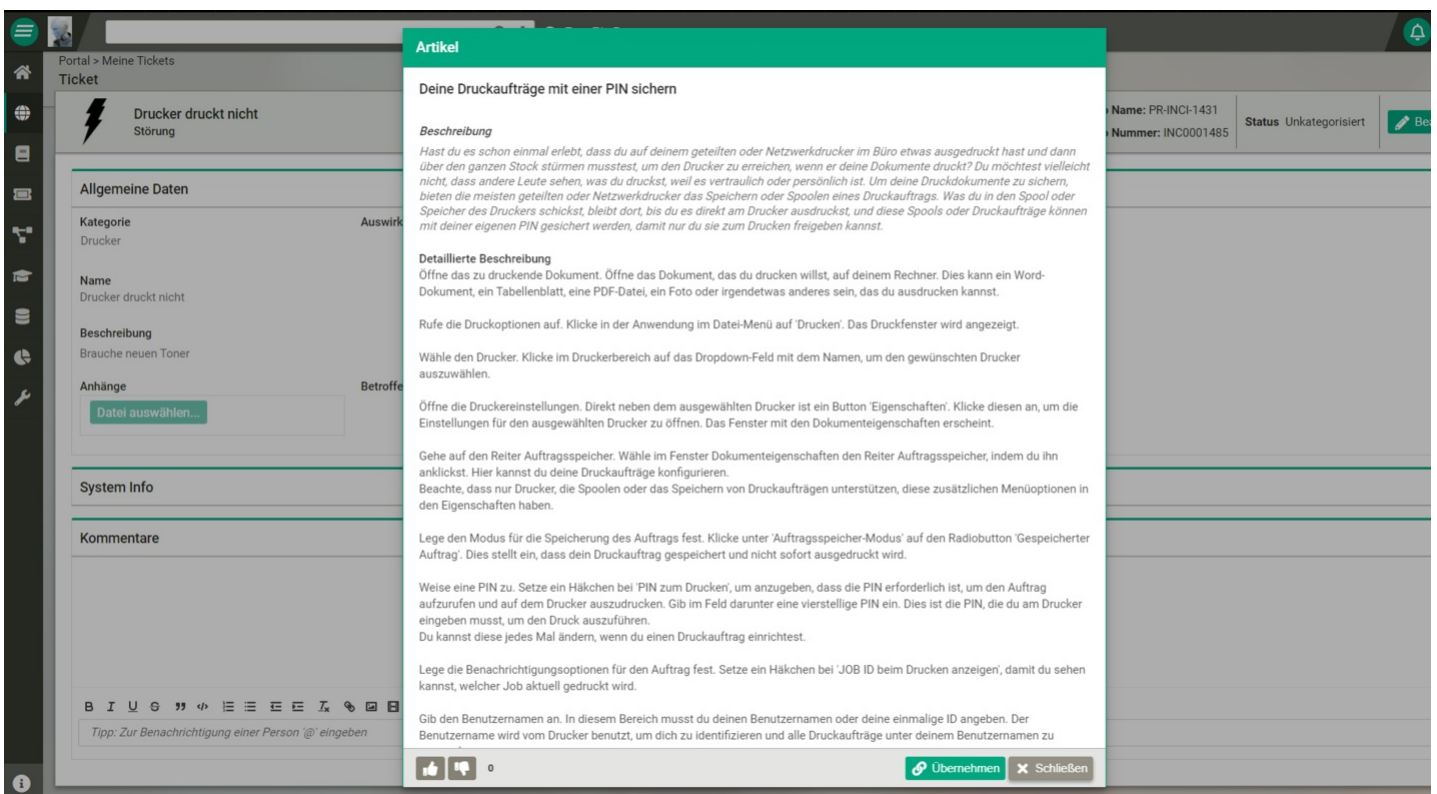 Artikel
Portal > Meine Tickets
Ticket
Drucker druckt nicht
Störung
Name: PR-INCI-1431
Nummer: INC0001485
Status Unkategorisiert
Bea
Allgemeine Daten
Kategorie
Auswirk
Drucker
Name
Drucker druckt nicht
Beschreibung
Brauche neuen Toner
Anhänge
Betroffe
Datei auswählen...
System Info
Kommentare
B I U S
Tipp: Zur Benachrichtigung einer Person '@' eingeben
Deine Druckaufträge mit einer PIN sichern
Beschreibung
Hast du es schon einmal erlebt, dass du auf deinem geteilten oder Netzwerkdrucker im Büro etwas ausgedruckt hast und dann
über den ganzen Stock stürmen musstest, um den Drucker zu erreichen, wenn er deine Dokumente druckt? Du möchtest vielleicht
nicht, dass andere Leute sehen, was du druckst, weil es vertraulich oder persönlich ist. Um deine Druckdokumente zu sichern,
bieten die meisten geteilten oder Netzwerkdrucker das Speichern oder Spoolen eines Druckauftrags. Was du in den Spool oder
Speicher des Druckers schickst, bleibt dort, bis du es direkt am Drucker ausdruckst, und diese Spools oder Druckaufträge können
mit deiner eigenen PIN gesichert werden, damit nur du sie zum Drucken freigeben kannst.
Detaillierte Beschreibung
Öffne das zu druckende Dokument. Öffne das Dokument, das du drucken willst, auf deinem Rechner. Dies kann ein Word-
Dokument, ein Tabellenblatt, eine PDF-Datei, ein Foto oder irgendetwas anderes sein, das du ausdrucken kannst.
Rufe die Druckoptionen auf. Klicke in der Anwendung im Datei-Menü auf 'Drucken'. Das Druckfenster wird angezeigt.
Wähle den Drucker. Klicke im Druckerbereich auf das Dropdown-Feld mit dem Namen, um den gewünschten Drucker
auszuwählen.
Öffne die Druckereinstellungen. Direkt neben dem ausgewählten Drucker ist ein Button 'Eigenschaften'. Klicke diesen an, um die
Einstellungen für den ausgewählten Drucker zu öffnen. Das Fenster mit den Dokumenteigenschaften erscheint.
Gehe auf den Reiter Auftragsspeicher. Wähle im Fenster Dokumenteigenschaften den Reiter Auftragsspeicher, indem du ihn
anklickst. Hier kannst du deine Druckaufträge konfigurieren.
Beachte, dass nur Drucker, die Spoolen oder das Speichern von Druckaufträgen unterstützen, diese zusätzlichen Menüoptionen in
den Eigenschaften haben.
Lege den Modus für die Speicherung des Auftrags fest. Klicke unter 'Auftragsspeicher-Modus' auf den Radiobutton 'Gespeicherter
Auftrag'. Dies stellt ein, dass dein Druckauftrag gespeichert und nicht sofort ausgedruckt wird.
Weise eine PIN zu. Setze ein Häkchen bei 'PIN zum Drucken', um anzugeben, dass die PIN erforderlich ist, um den Auftrag
aufzurufen und auf dem Drucker auszudrucken. Gib im Feld darunter eine vierstellige PIN ein. Dies ist die PIN, die du am Drucker
eingeben musst, um den Druck auszuführen.
Du kannst diese jedes Mal ändern, wenn du einen Druckauftrag einrichtest.
Lege die Benachrichtigungsoptionen für den Auftrag fest. Setze ein Häkchen bei 'JOB ID beim Drucken anzeigen', damit du sehen
kannst, welcher Job aktuell gedruckt wird.
Gib den Benutzernamen an. In diesem Bereich musst du deinen Benutzernamen oder deine einmalige ID angeben. Der
Benutzername wird vom Drucker benutzt, um dich zu identifizieren und alle Druckaufträge unter deinem Benutzernamen zu
0
Übernehmen
Schließen